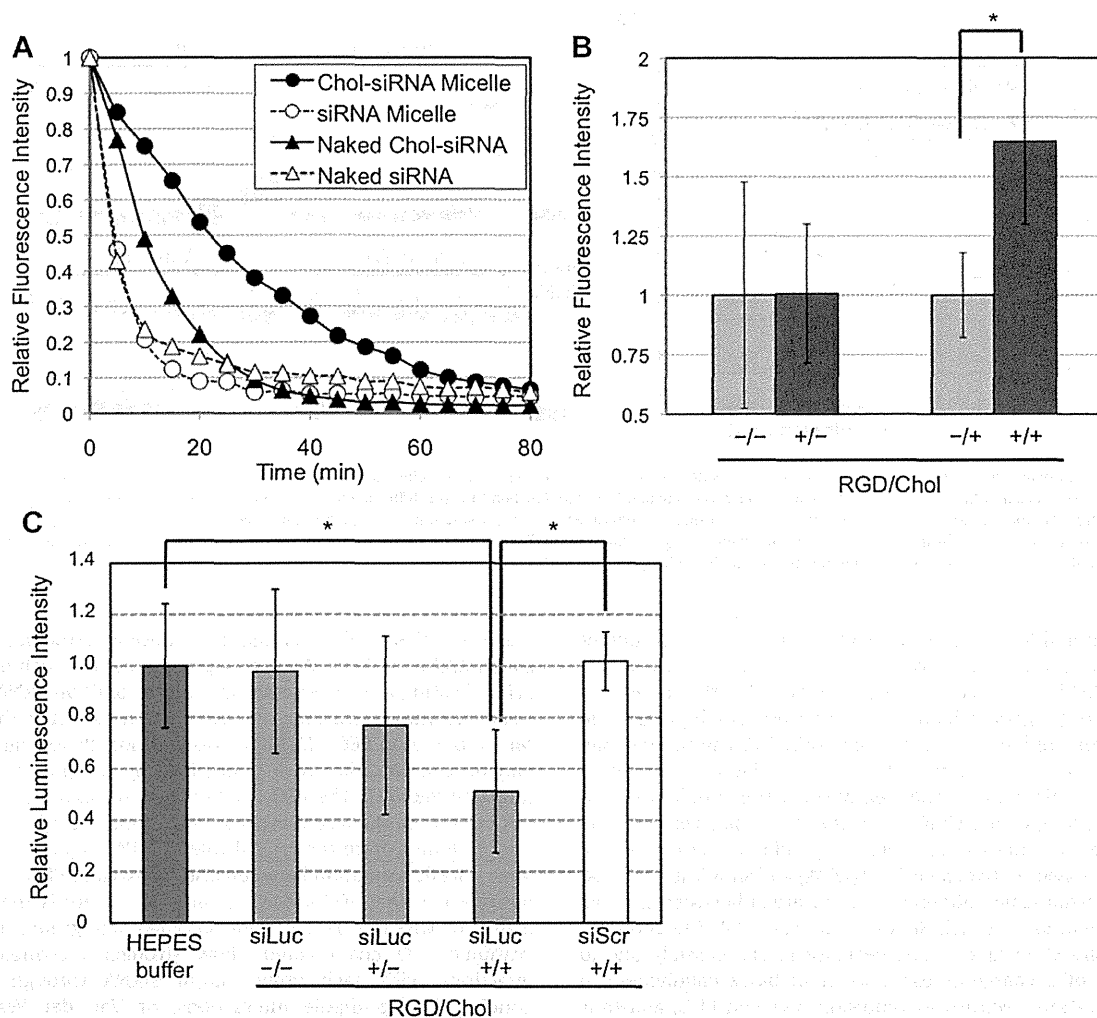 A
Relative Fluorescence Intensity
1
0.9
0.8
0.7
0.6
0.5
0.4
0.3
0.2
0.1
0
Chol-siRNA Micelle
siRNA Micelle
Naked Chol-siRNA
Naked siRNA
0 20 40 60 80
Time (min)
B
*
Relative Fluorescence Intensity
2
1.75
1.5
1.25
1
0.75
0.5
−/− +/− −/+ +/+
RGD/Chol
C
* *
Relative Luminescence Intensity
1.4
1.2
1.0
0.8
0.6
0.4
0.2
0
HEPES siLuc siLuc siLuc siScr
buffer −/− +/− +/+ +/+
RGD/Chol